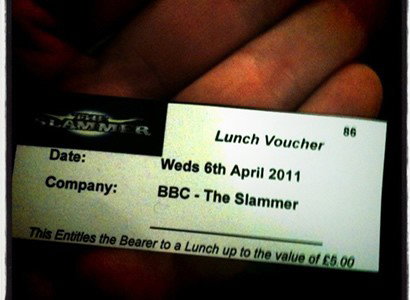 THE
SLAMMER
86
Lunch Voucher
Date: Weds 6th April 2011
Company: BBC - The Slammer
This Entitles the Bearer to a Lunch up to the value of £5.00